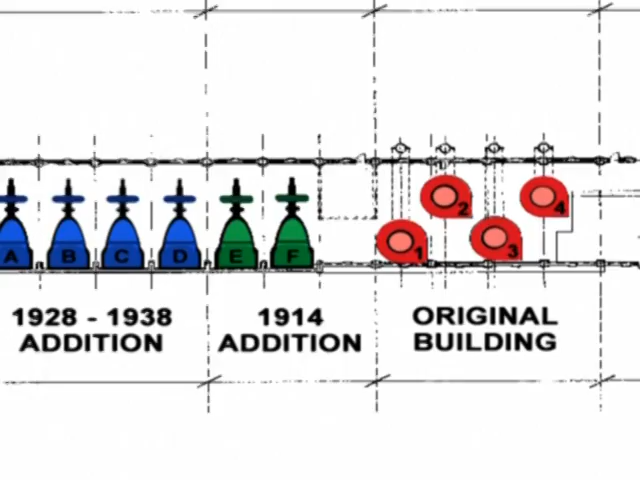 A B C D E F 1 2 3 4
1928 - 1938 1914 ORIGINAL
ADDITION ADDITION BUILDING